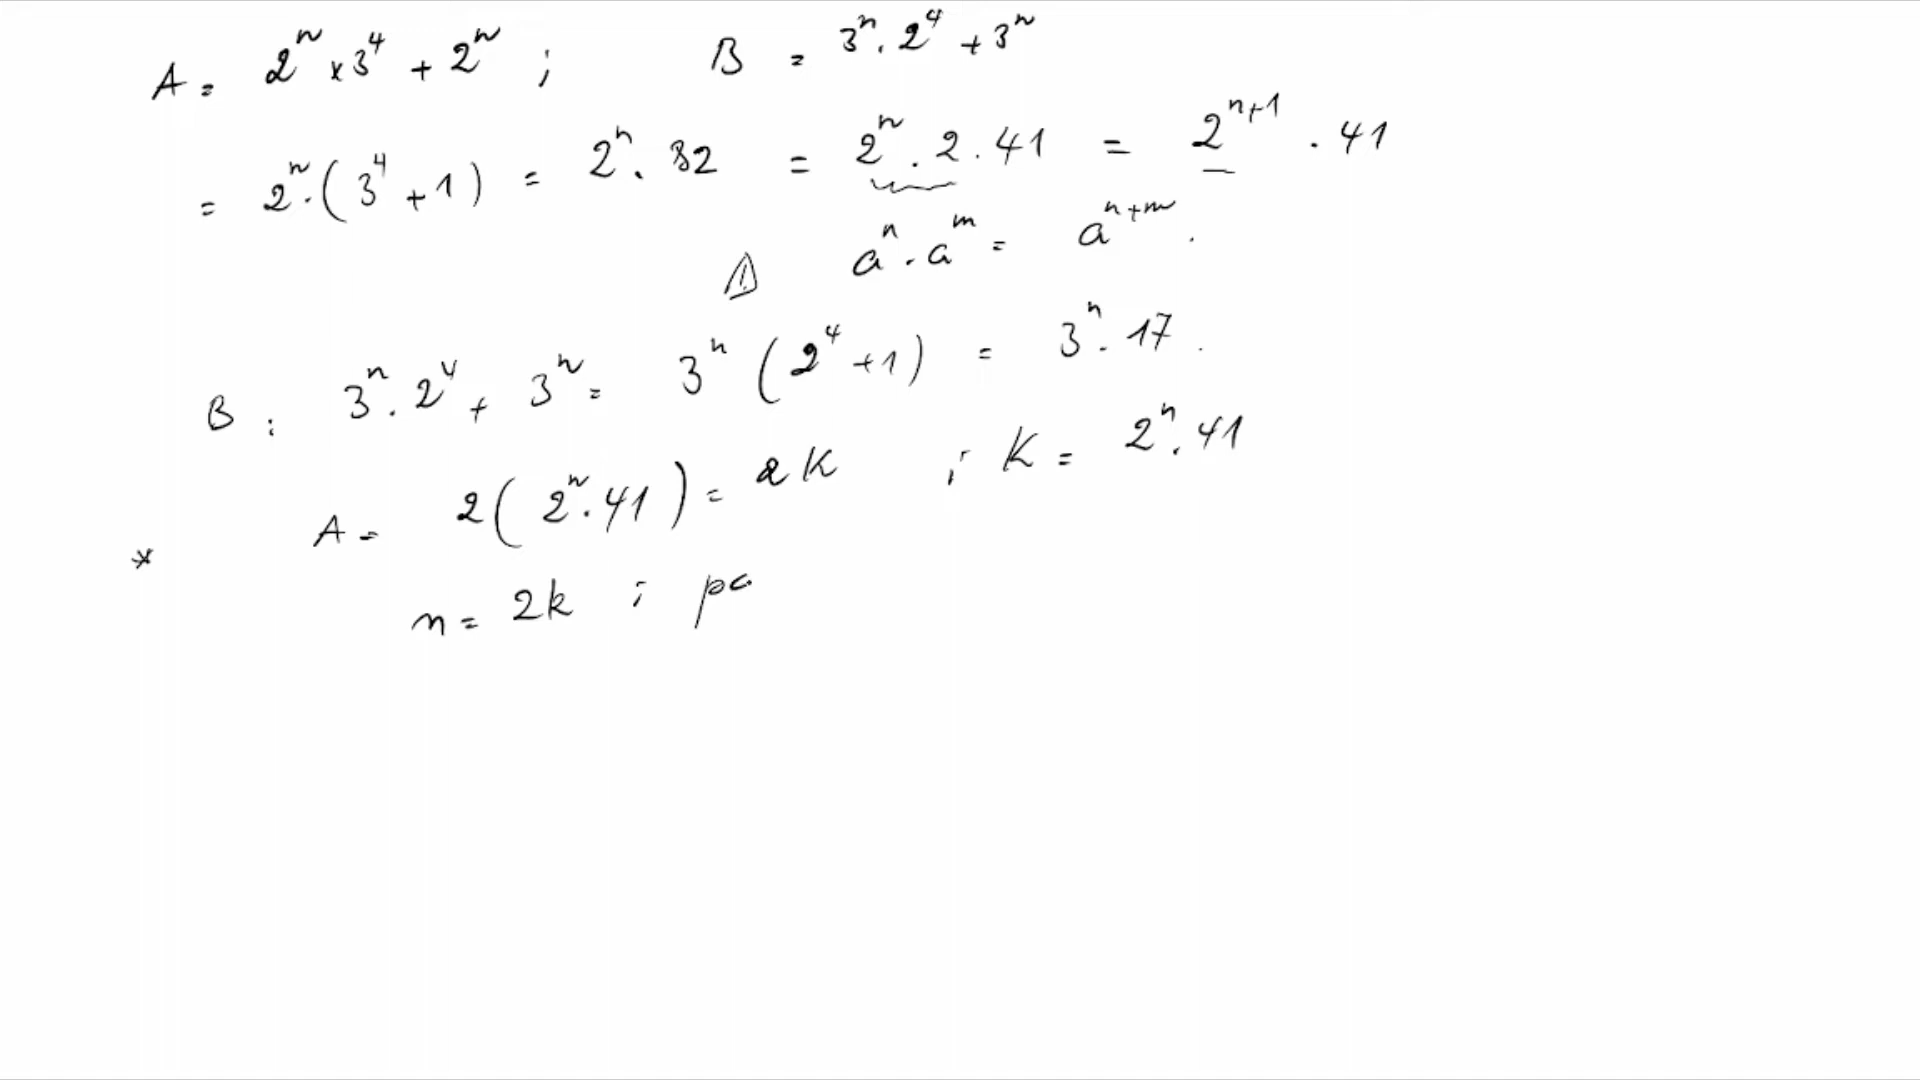 A = 2ⁿ × 3⁴ + 2ⁿ ; B = 3ⁿ . 2⁴ + 3ⁿ
= 2ⁿ . (3⁴ + 1) = 2ⁿ . 82 = 2ⁿ . 2 . 41 = 2ⁿ⁺¹ . 41
⚠ aⁿ . aᵐ = aⁿ⁺ᵐ .
B : 3ⁿ . 2⁴ + 3ⁿ = 3ⁿ (2⁴ + 1) = 3ⁿ . 17 .
* A = 2 ( 2ⁿ . 41 ) = 2K ; K = 2ⁿ . 41
n = 2k ; pa